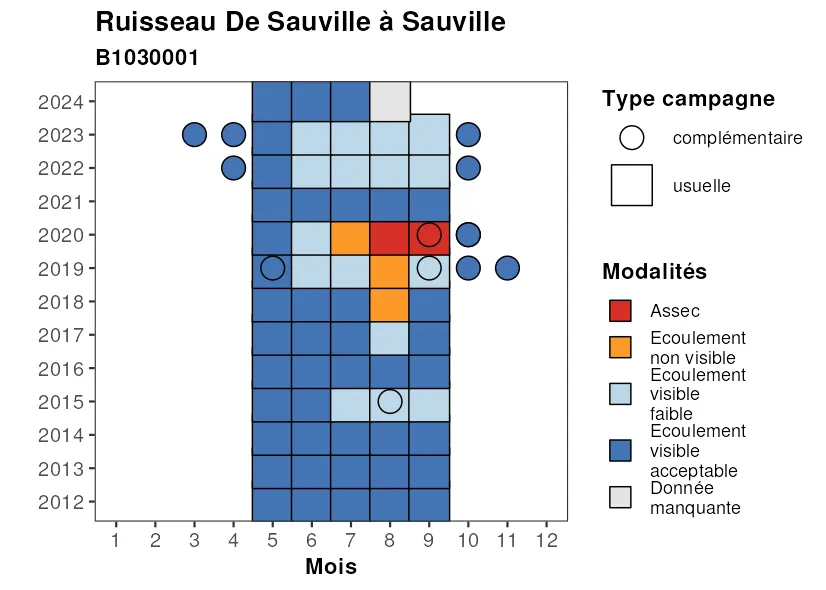 Ruisseau De Sauville à Sauville
B1030001
2024
2023
2022
2021
2020
2019
2018
2017
2016
2015
2014
2013
2012
1 2 3 4 5 6 7 8 9 10 11 12
Mois
Type campagne
complémentaire
usuelle
Modalités
Assec
Ecoulement
non visible
Ecoulement
visible
faible
Ecoulement
visible
acceptable
Donnée
manquante